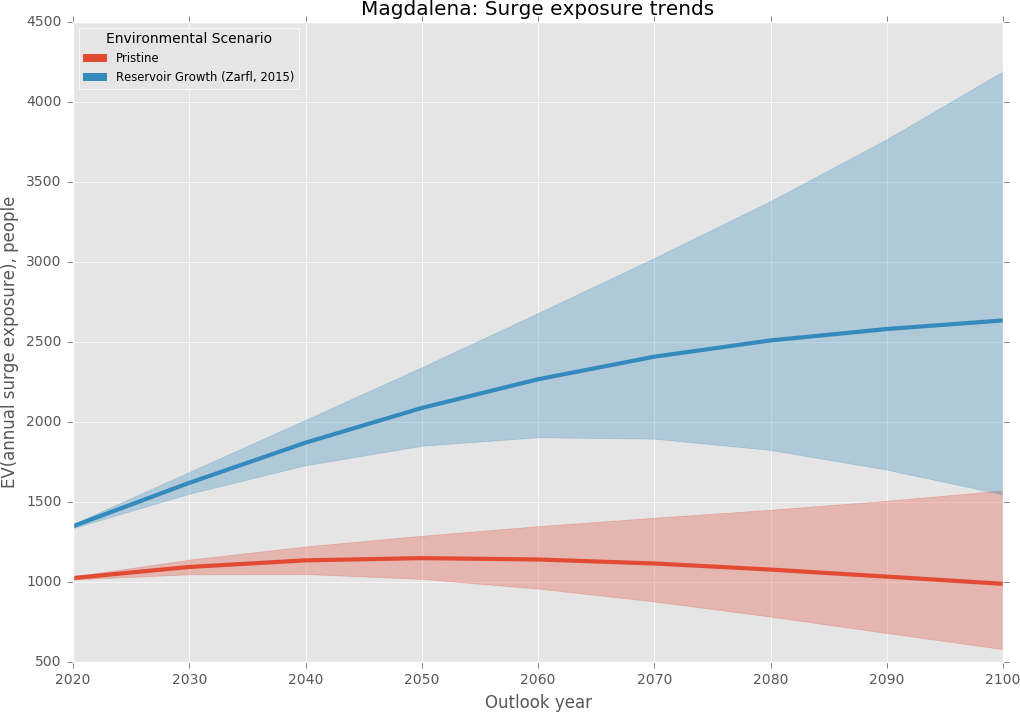 Magdalena: Surge exposure trends
Environmental Scenario
Pristine
Reservoir Growth (Zarfl, 2015)
EV(annual surge exposure), people
4500
4000
3500
3000
2500
2000
1500
1000
500
2020 2030 2040 2050 2060 2070 2080 2090 2100
Outlook year